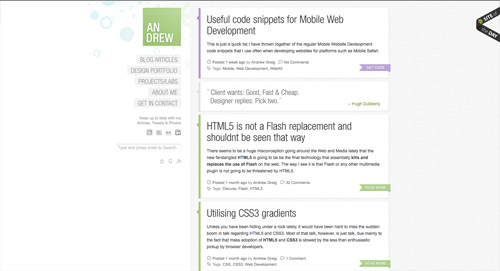 AN
DREW
BLOG ARTICLES
DESIGN PORTFOLIO
PROJECTS/LABS
ABOUT ME
GET IN CONTACT
Keep up to date with my
Articles, Tweets & Photos
Type and press enter to Search
Useful code snippets for Mobile Web
Development
This is just a quick list I have thrown together of the regular Mobile Website Development
code snippets that I use often when developing websites for platforms such as Mobile Safari.
Posted 1 week ago by Andrew Greig No Comments
Tags: Mobile, Web Development, WebKit
"Client wants: Good, Fast & Cheap.
Designer replies: Pick two."
- Hugh Dubberly
HTML5 is not a Flash replacement and
shouldnt be seen that way
There seems to be a huge misconception going around the Web and Media lately that the
new fandangled HTML5 is going to be be the final technology that essentially kills and
replaces the use of Flash on the web. The way I see it is that Flash or any other multimedia
plugin is not going to be threatened by HTML5.
Posted 1 month ago by Andrew Greig 32 Comments
Tags: Discuss, Flash, HTML5
READ MORE
Utilising CSS3 gradients
Unless you have been hiding under a rock lately, it would have been hard to miss the sudden
boom in talk regarding HTML5 and CSS3. Most of that talk, however, is just talk, due mainly to
the fact that mass adoption of HTML5 and CSS3 is slowed by the less than enthusiastic
pickup by browser developers.
Posted 1 month ago by Andrew Greig 1 Comment
Tags: CSS, CSS3, Web Development
READ MORE
SITE of
the DAY